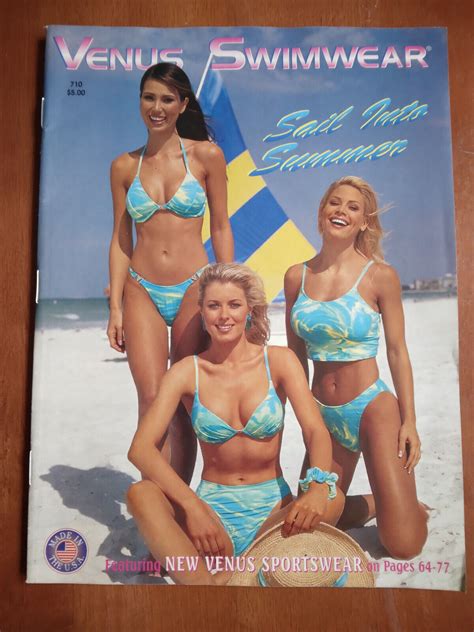 VENUS SWIMWEAR®
710
$5.00
Sail Into
Summer
MADE IN
THE U.S.A.
Featuring NEW VENUS SPORTSWEAR on Pages 64-77